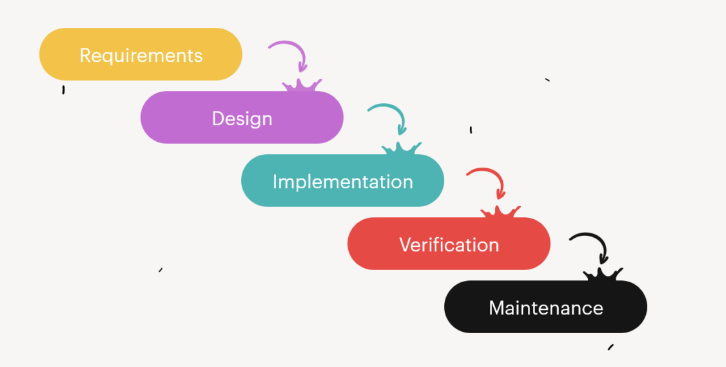 Requirements
Design
Implementation
Verification
Maintenance